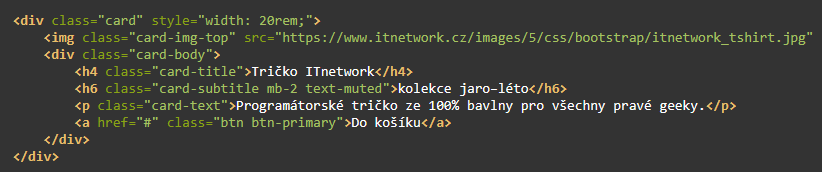 <div class="card" style="width: 20rem;">
    <img class="card-img-top" src="https://www.itnetwork.cz/images/5/css/bootstrap/itnetwork_tshirt.jpg"
    <div class="card-body">
        <h4 class="card-title">Tričko ITnetwork</h4>
        <h6 class="card-subtitle mb-2 text-muted">kolekce jaro-léto</h6>
        <p class="card-text">Programátorské tričko ze 100% bavlny pro všechny pravé geeky.</p>
        <a href="#" class="btn btn-primary">Do košíku</a>
    </div>
</div>